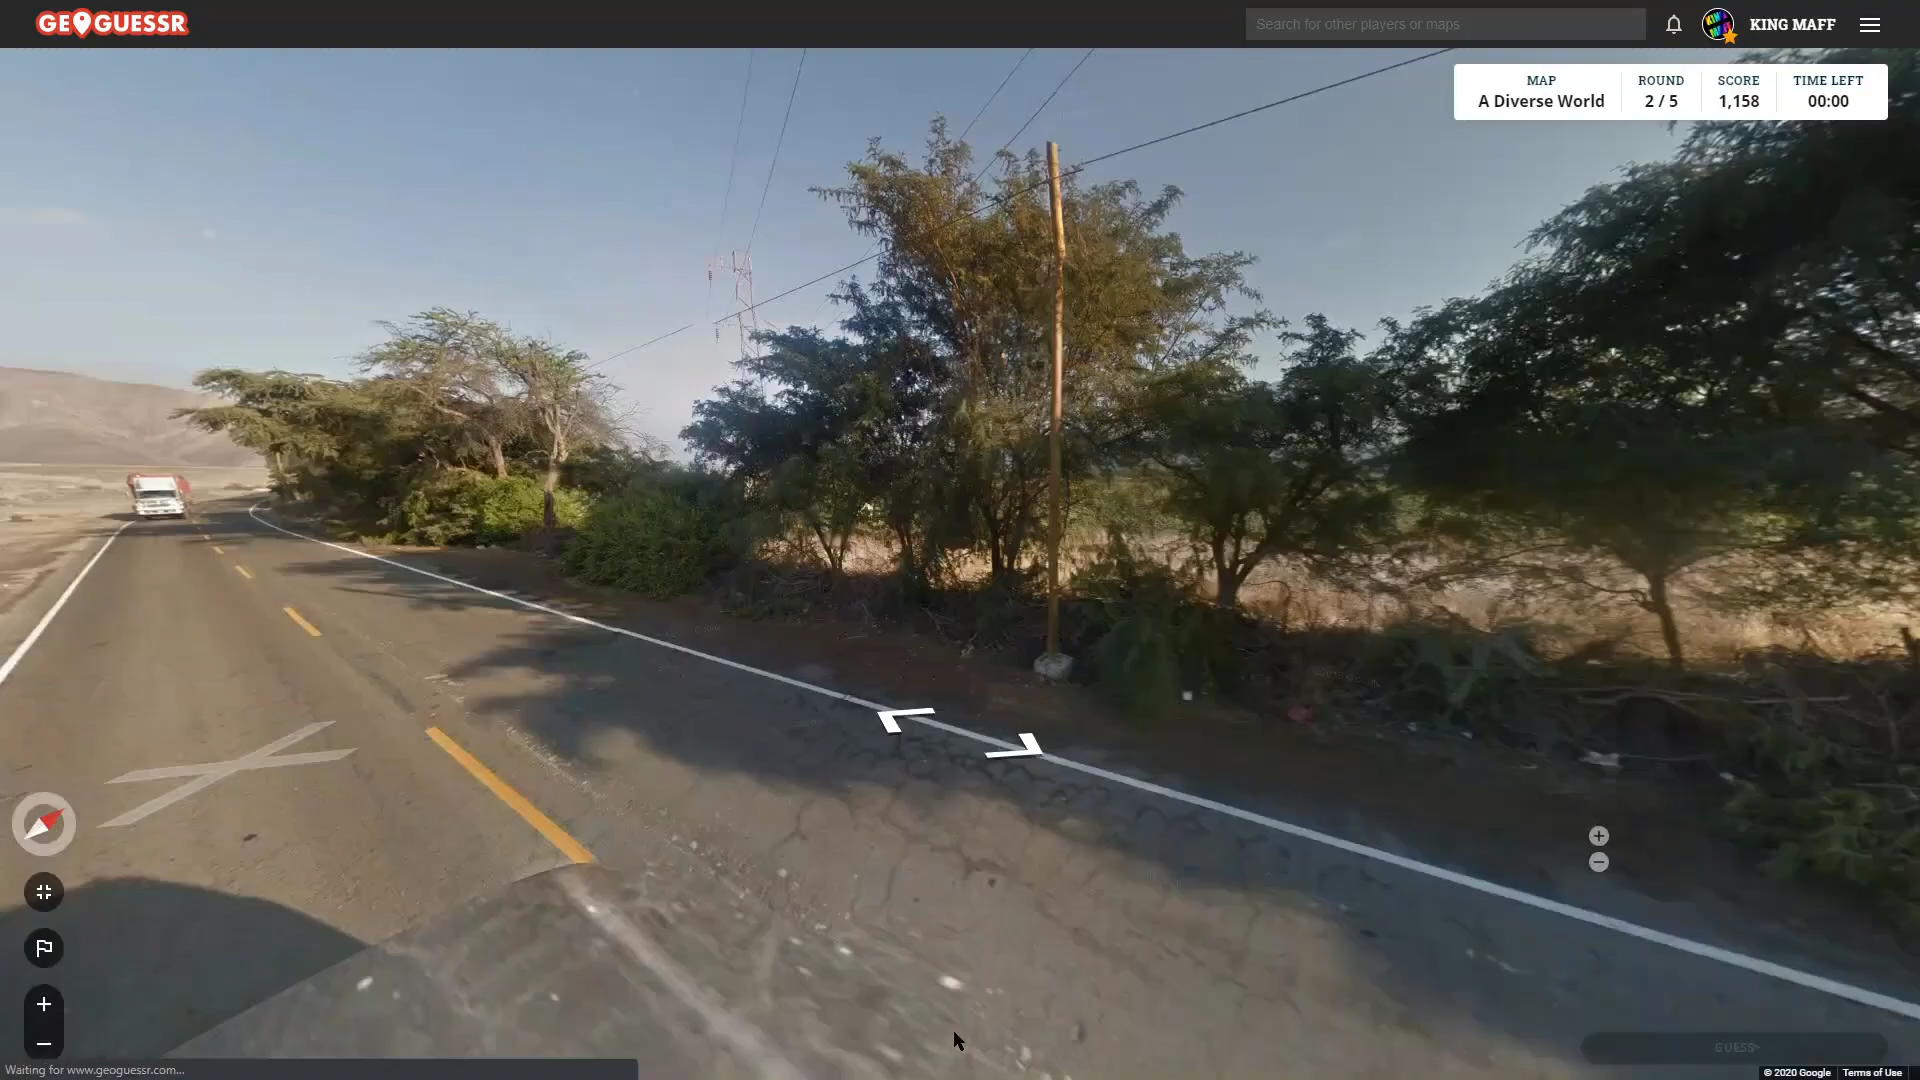 GEOGUESSR
Search for other players or maps
KING MAFF
MAP
A Diverse World
ROUND
2 / 5
SCORE
1,158
TIME LEFT
00:00
GUESS
Waiting for www.geoguessr.com...
© 2020 Google
Terms of Use